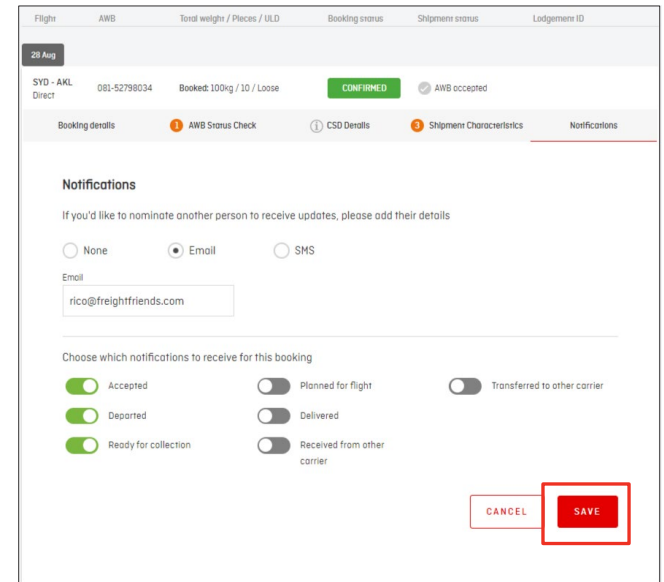 Flight AWB Total weight / Pieces / ULD Booking status Shipment status Lodgement ID
28 Aug
SYD - AKL
Direct
081-52798034 Booked: 100kg / 10 / Loose CONFIRMED AWB accepted
Booking details 1 AWB Status Check i CSD Details 3 Shipment Characteristics Notifications
Notifications
If you'd like to nominate another person to receive updates, please add their details
None Email SMS
Email
rico@freightfriends.com
Choose which notifications to receive for this booking
Accepted Planned for flight Transferred to other carrier
Departed Delivered
Ready for collection Received from other
carrier
CANCEL SAVE